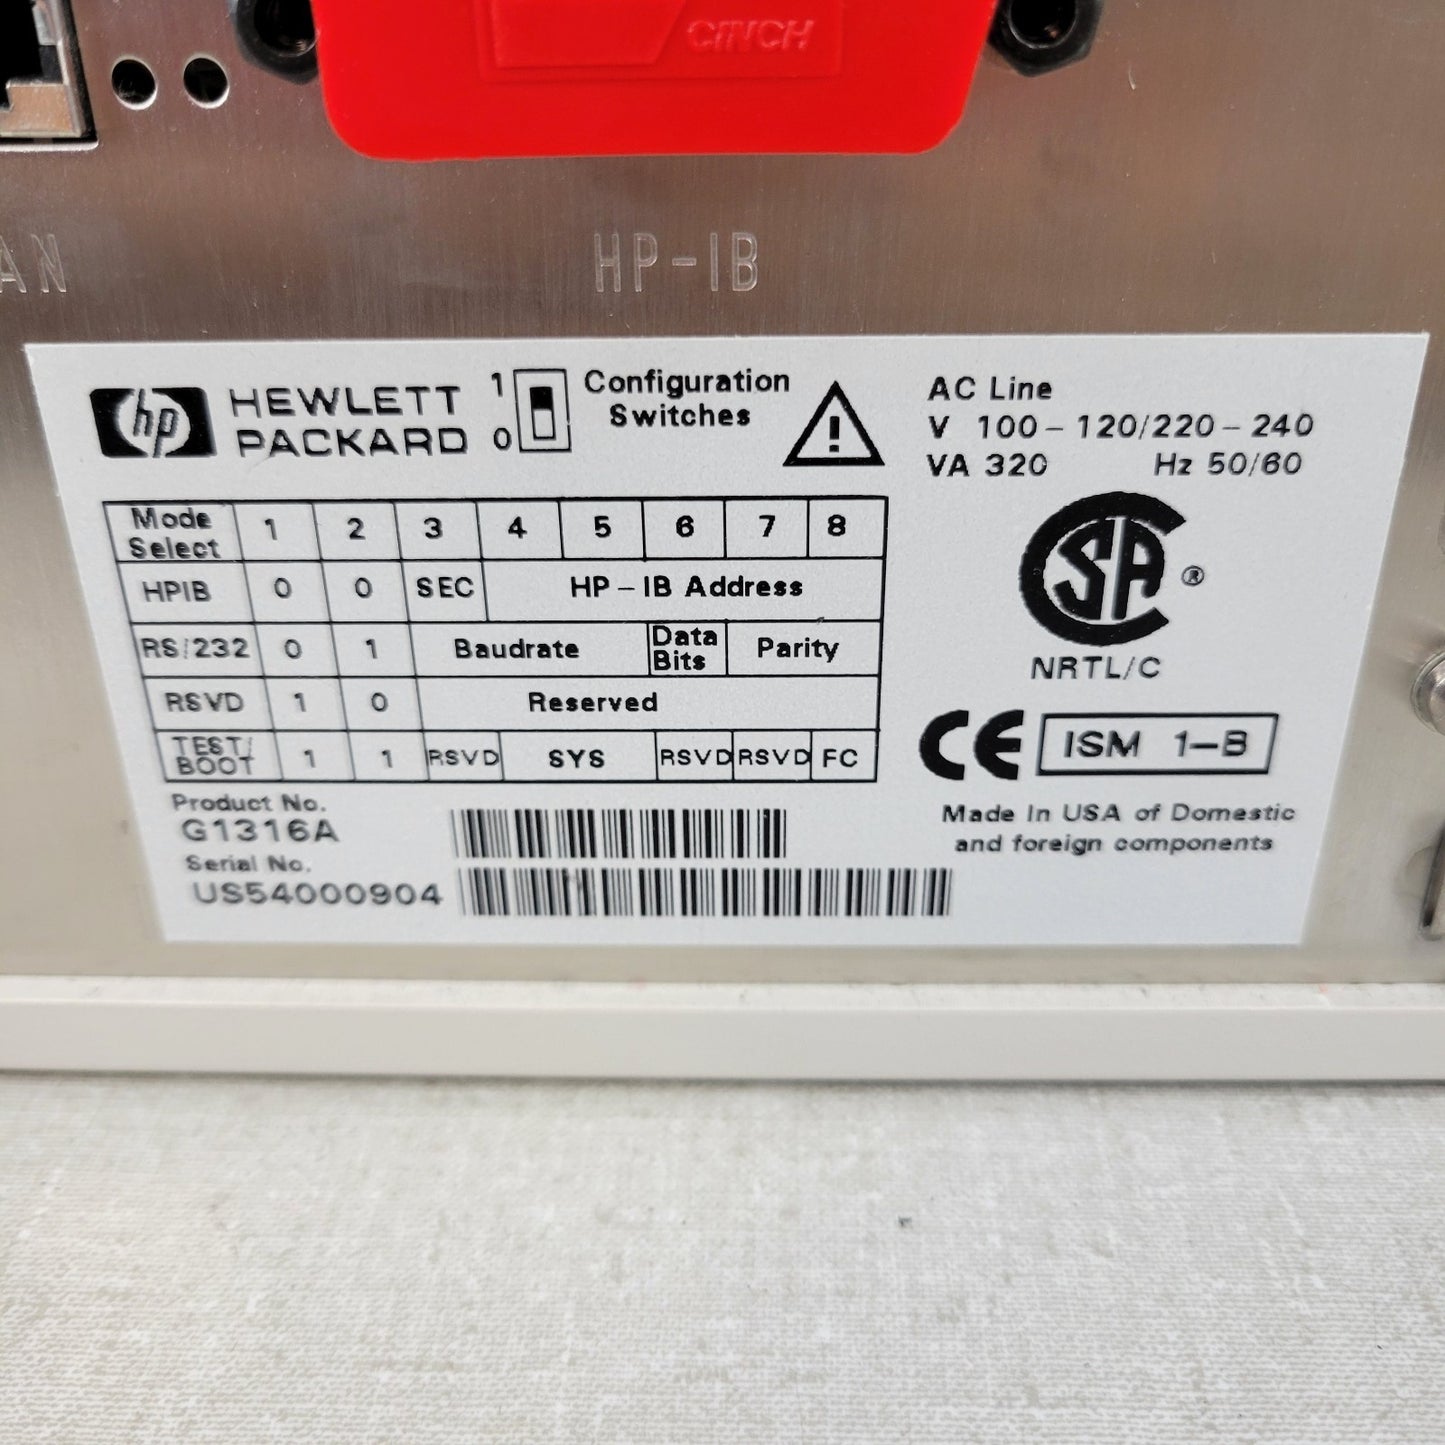 CINCH
AN
HP-IB
hp HEWLETT PACKARD
1
0
Configuration
Switches
AC Line
V 100-120/220-240
VA 320 Hz 50/60
Mode Select 1 2 3 4 5 6 7 8
HPIB 0 0 SEC HP-IB Address
RS/232 0 1 Baudrate Data Bits Parity
RSVD 1 0 Reserved
TEST/BOOT 1 1 RSVD SYS RSVD RSVD FC
SA ®
NRTL/C
CE ISM 1-B
Product No.
G1316A
Serial No.
US54000904
Made In USA of Domestic
and foreign components